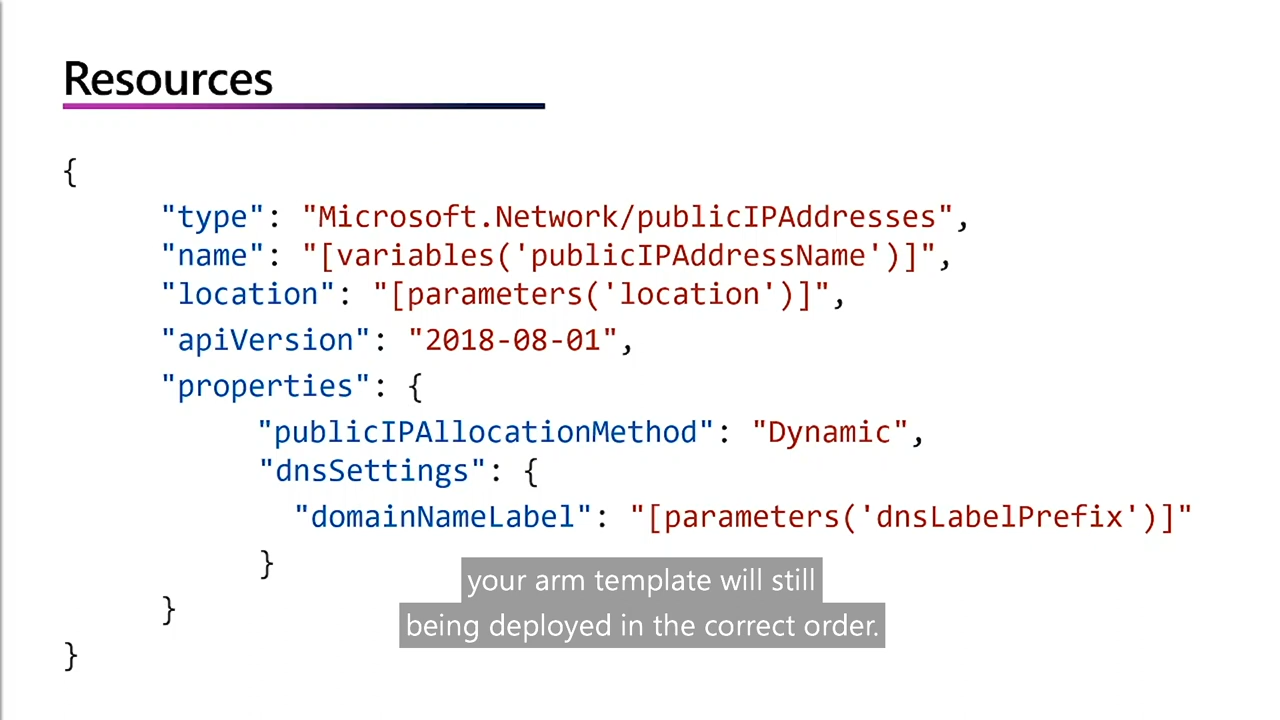 Resources
{
"type": "Microsoft.Network/publicIPAddresses",
"name": "[variables('publicIPAddressName')]",
"location": "[parameters('location')]",
"apiVersion": "2018-08-01",
"properties": {
"publicIPAllocationMethod": "Dynamic",
"dnsSettings": {
"domainNameLabel": "[parameters('dnsLabelPrefix')]"
}
}
}
your arm template will still
being deployed in the correct order.